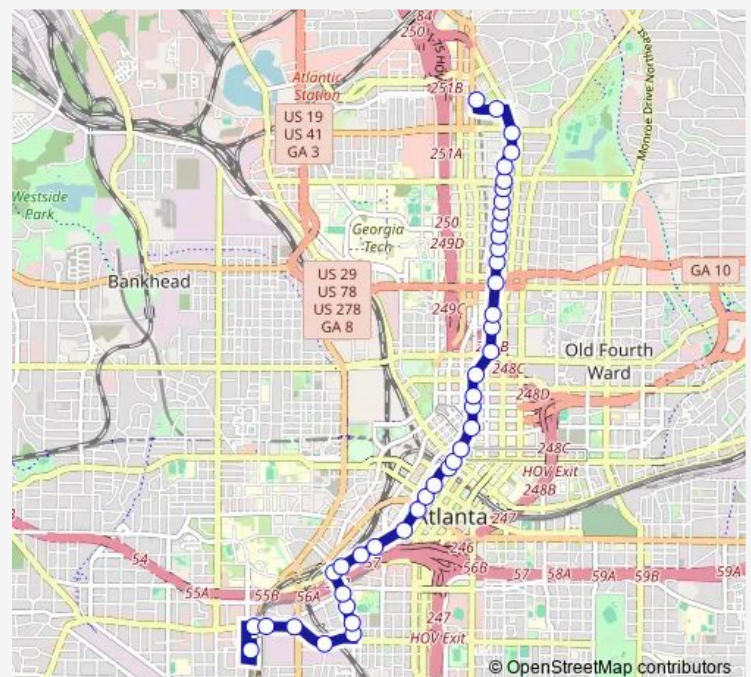 84
250
75 HOV
Atlantic
Station
251B
US 19
US 41
GA 3
251A
Monroe Drive Northeast
Westside
Park
Georgia
Tech
250
249D
Bankhead
GA 10
US 29
US 78
US 278
GA 8
249C
B
Old Fourth
Ward
248C
248D
248C
HOV Exit
248B
Atlanta
247
54
246
57
56B
57
58A
59A
59B
59A
55A
55B
56A
247
HOV Exit
© OpenStreetMap contributors